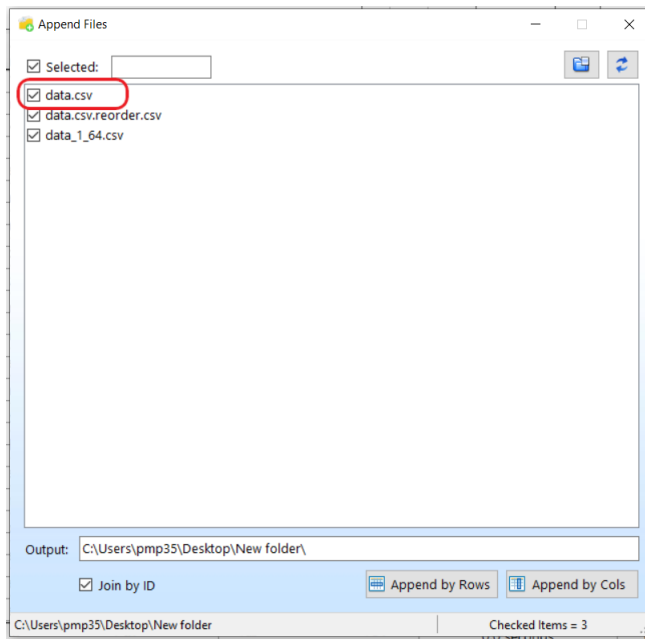 Append Files
Selected:
data.csv
data.csv.reorder.csv
data_1_64.csv
Output: C:\Users\pmp35\Desktop\New folder\
Join by ID Append by Rows Append by Cols
C:\Users\pmp35\Desktop\New folder Checked Items = 3